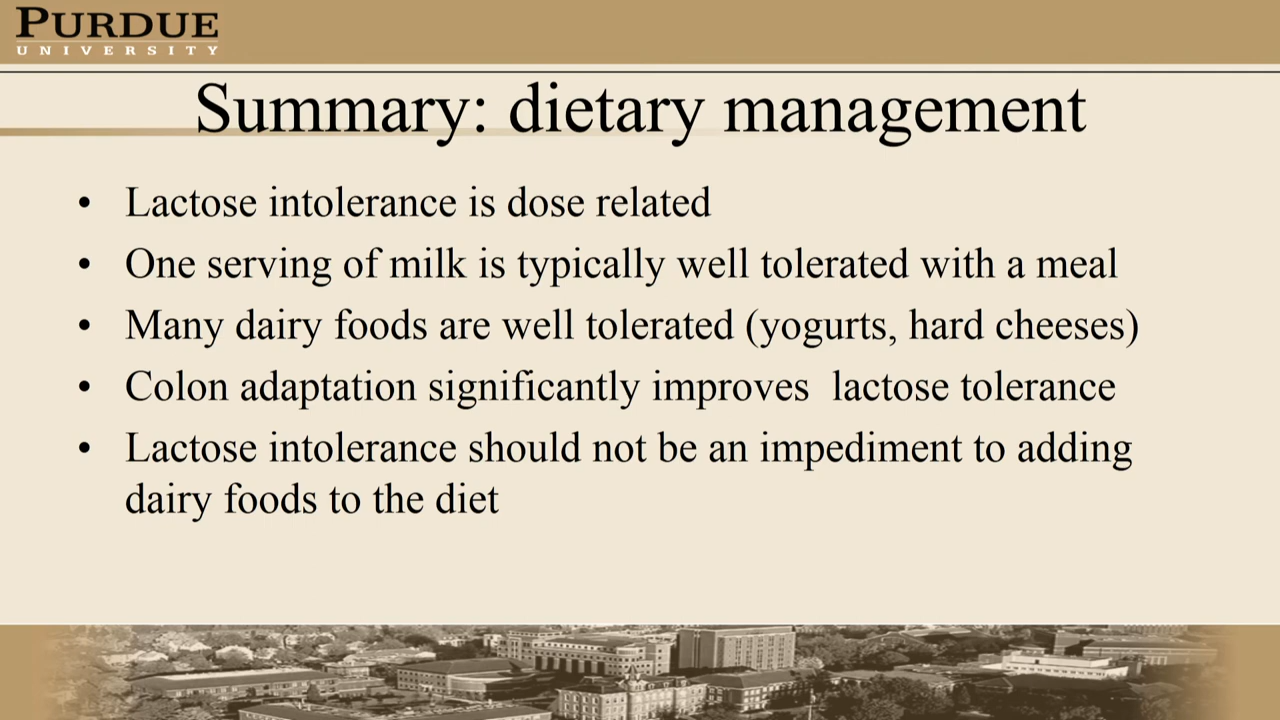 PURDUE
UNIVERSITY
Summary: dietary management
• Lactose intolerance is dose related
• One serving of milk is typically well tolerated with a meal
• Many dairy foods are well tolerated (yogurts, hard cheeses)
• Colon adaptation significantly improves  lactose tolerance
• Lactose intolerance should not be an impediment to adding
dairy foods to the diet